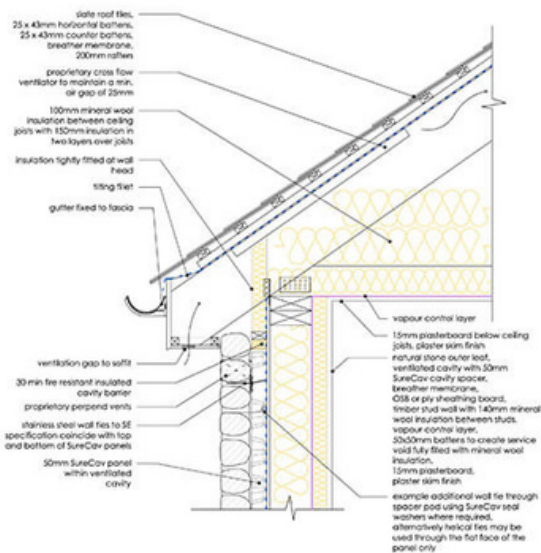 slate roof tiles,
25 x 43mm horizontal battens,
25 x 43mm counter battens,
breather membrane,
200mm rafters
proprietary cross flow
ventilator to maintain a min.
air gap of 25mm
100mm mineral wool
insulation between ceiling
joists with 150mm insulation in
two layers over joists
insulation tightly fitted at wall
head
tilting fillet
gutter fixed to fascia
ventilation gap to soffit
30 min fire resistant insulated
cavity barrier
proprietary perpend vents
stainless steel wall ties to SE
specification coincide with top
and bottom of SureCav panels
50mm SureCav panel
within ventilated
cavity
vapour control layer
15mm plasterboard below ceiling
joists, plaster skim finish
natural stone outer leaf,
ventilated cavity with 50mm
SureCav cavity spacer,
breather membrane,
OSB or ply sheathing board,
timber stud wall with 140mm mineral
wool insulation between studs,
vapour control layer,
50x50mm battens to create service
void fully filled with mineral wool
insulation,
15mm plasterboard,
plaster skim finish
example additional wall tie through
spacer pod using SureCav seal
washers where required,
alternatively helical ties may be
used through the flat face of the
panel only